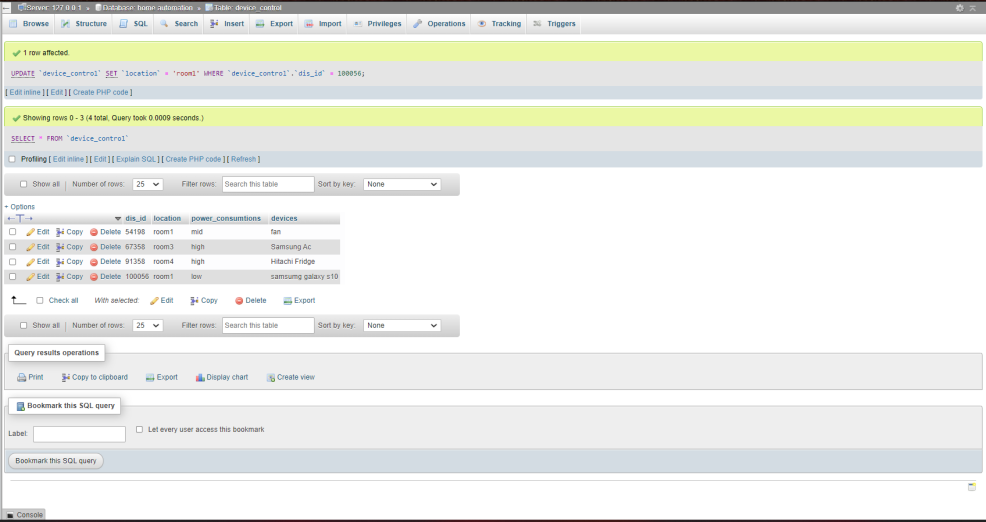 Server: 127.0.0.1 » Database: home automation » Table: device_control
Browse Structure SQL Search Insert Export Import Privileges Operations Tracking Triggers
1 row affected.
UPDATE `device_control` SET `location` = 'room1' WHERE `device_control`.`dis_id` = 100056;
[ Edit inline ] [ Edit ] [ Create PHP code ]
Showing rows 0 - 3 (4 total, Query took 0.0009 seconds.)
SELECT * FROM `device_control`
Profiling [ Edit inline ] [ Edit ] [ Explain SQL ] [ Create PHP code ] [ Refresh ]
Show all | Number of rows: 25 Filter rows: Search this table Sort by key: None
+ Options
←T→ dis_id location power_consumtions devices
Edit Copy Delete 54198 room1 mid fan
Edit Copy Delete 67358 room3 high Samsung Ac
Edit Copy Delete 91358 room4 high Hitachi Fridge
Edit Copy Delete 100056 room1 low samsumg galaxy s10
Check all With selected: Edit Copy Delete Export
Show all | Number of rows: 25 Filter rows: Search this table Sort by key: None
Query results operations
Print Copy to clipboard Export Display chart Create view
Bookmark this SQL query
Label: Let every user access this bookmark
Bookmark this SQL query
Console